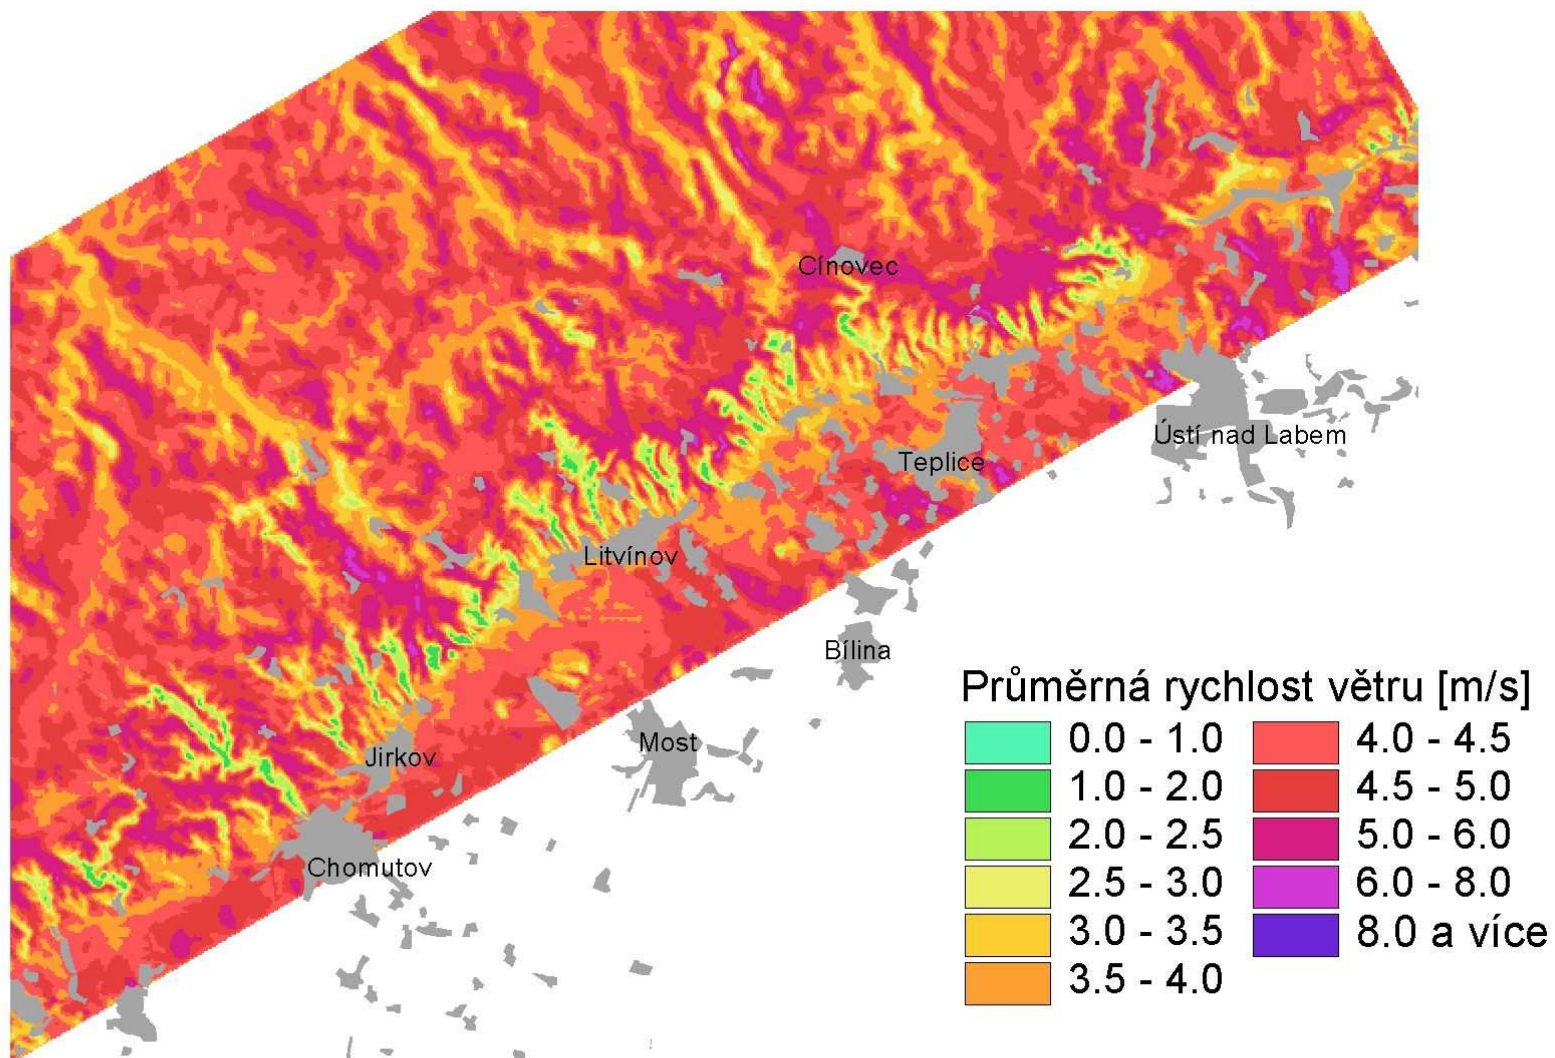 Cínovec
Ústí nad Labem
Teplice
Litvínov
Bílina
Most
Jirkov
Chomutov
Průměrná rychlost větru [m/s]
0.0 - 1.0
1.0 - 2.0
2.0 - 2.5
2.5 - 3.0
3.0 - 3.5
3.5 - 4.0
4.0 - 4.5
4.5 - 5.0
5.0 - 6.0
6.0 - 8.0
8.0 a více